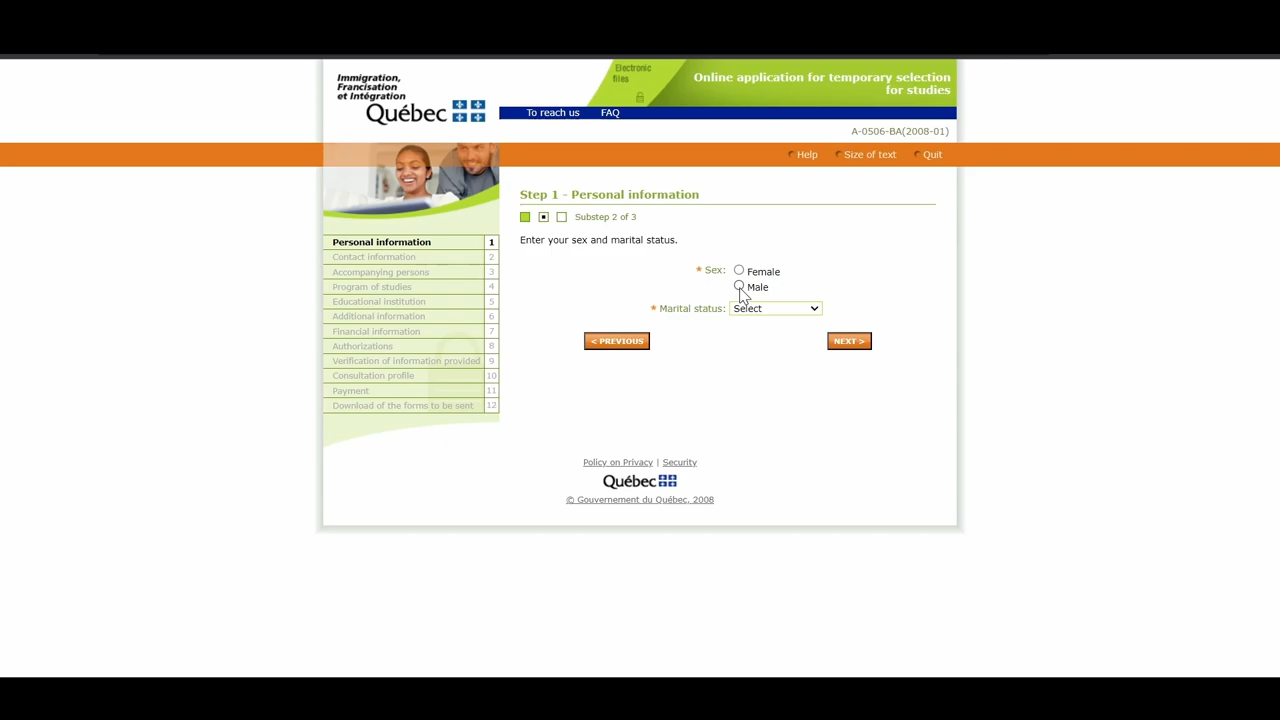 Immigration,
Francisation
et Intégration
Québec
Electronic
files
Online application for temporary selection
for studies
To reach us FAQ
A-0506-BA(2008-01)
Help Size of text Quit
Step 1 - Personal information
Substep 2 of 3
Enter your sex and marital status.
* Sex: Female
Male
* Marital status: Select
< PREVIOUS NEXT >
Personal information 1
Contact information 2
Accompanying persons 3
Program of studies 4
Educational institution 5
Additional information 6
Financial information 7
Authorizations 8
Verification of information provided 9
Consultation profile 10
Payment 11
Download of the forms to be sent 12
Policy on Privacy | Security
Québec
© Gouvernement du Québec, 2008